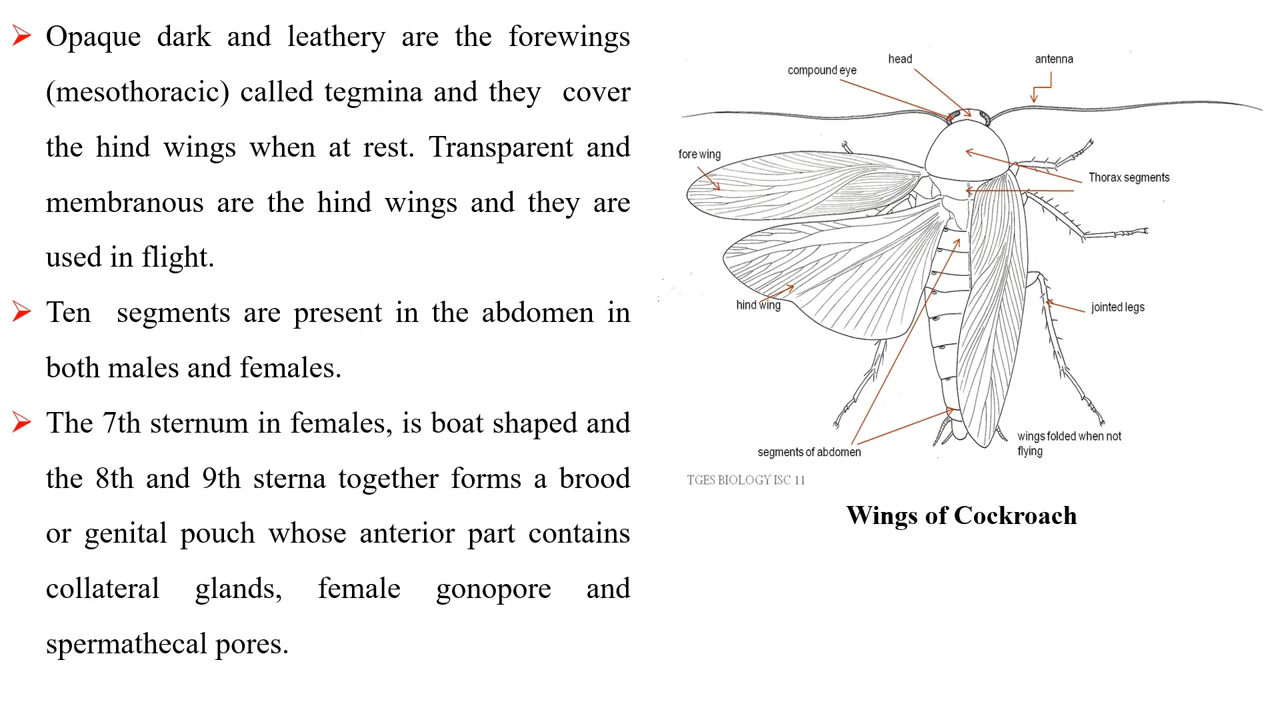 Opaque dark and leathery are the forewings
(mesothoracic) called tegmina and they cover
the hind wings when at rest. Transparent and
membranous are the hind wings and they are
used in flight.
Ten segments are present in the abdomen in
both males and females.
The 7th sternum in females, is boat shaped and
the 8th and 9th sterna together forms a brood
or genital pouch whose anterior part contains
collateral glands, female gonopore and
spermathecal pores.
head
antenna
compound eye
fore wing
Thorax segments
hind wing
jointed legs
segments of abdomen
wings folded when not
flying
TGES BIOLOGY ISC 11
Wings of Cockroach